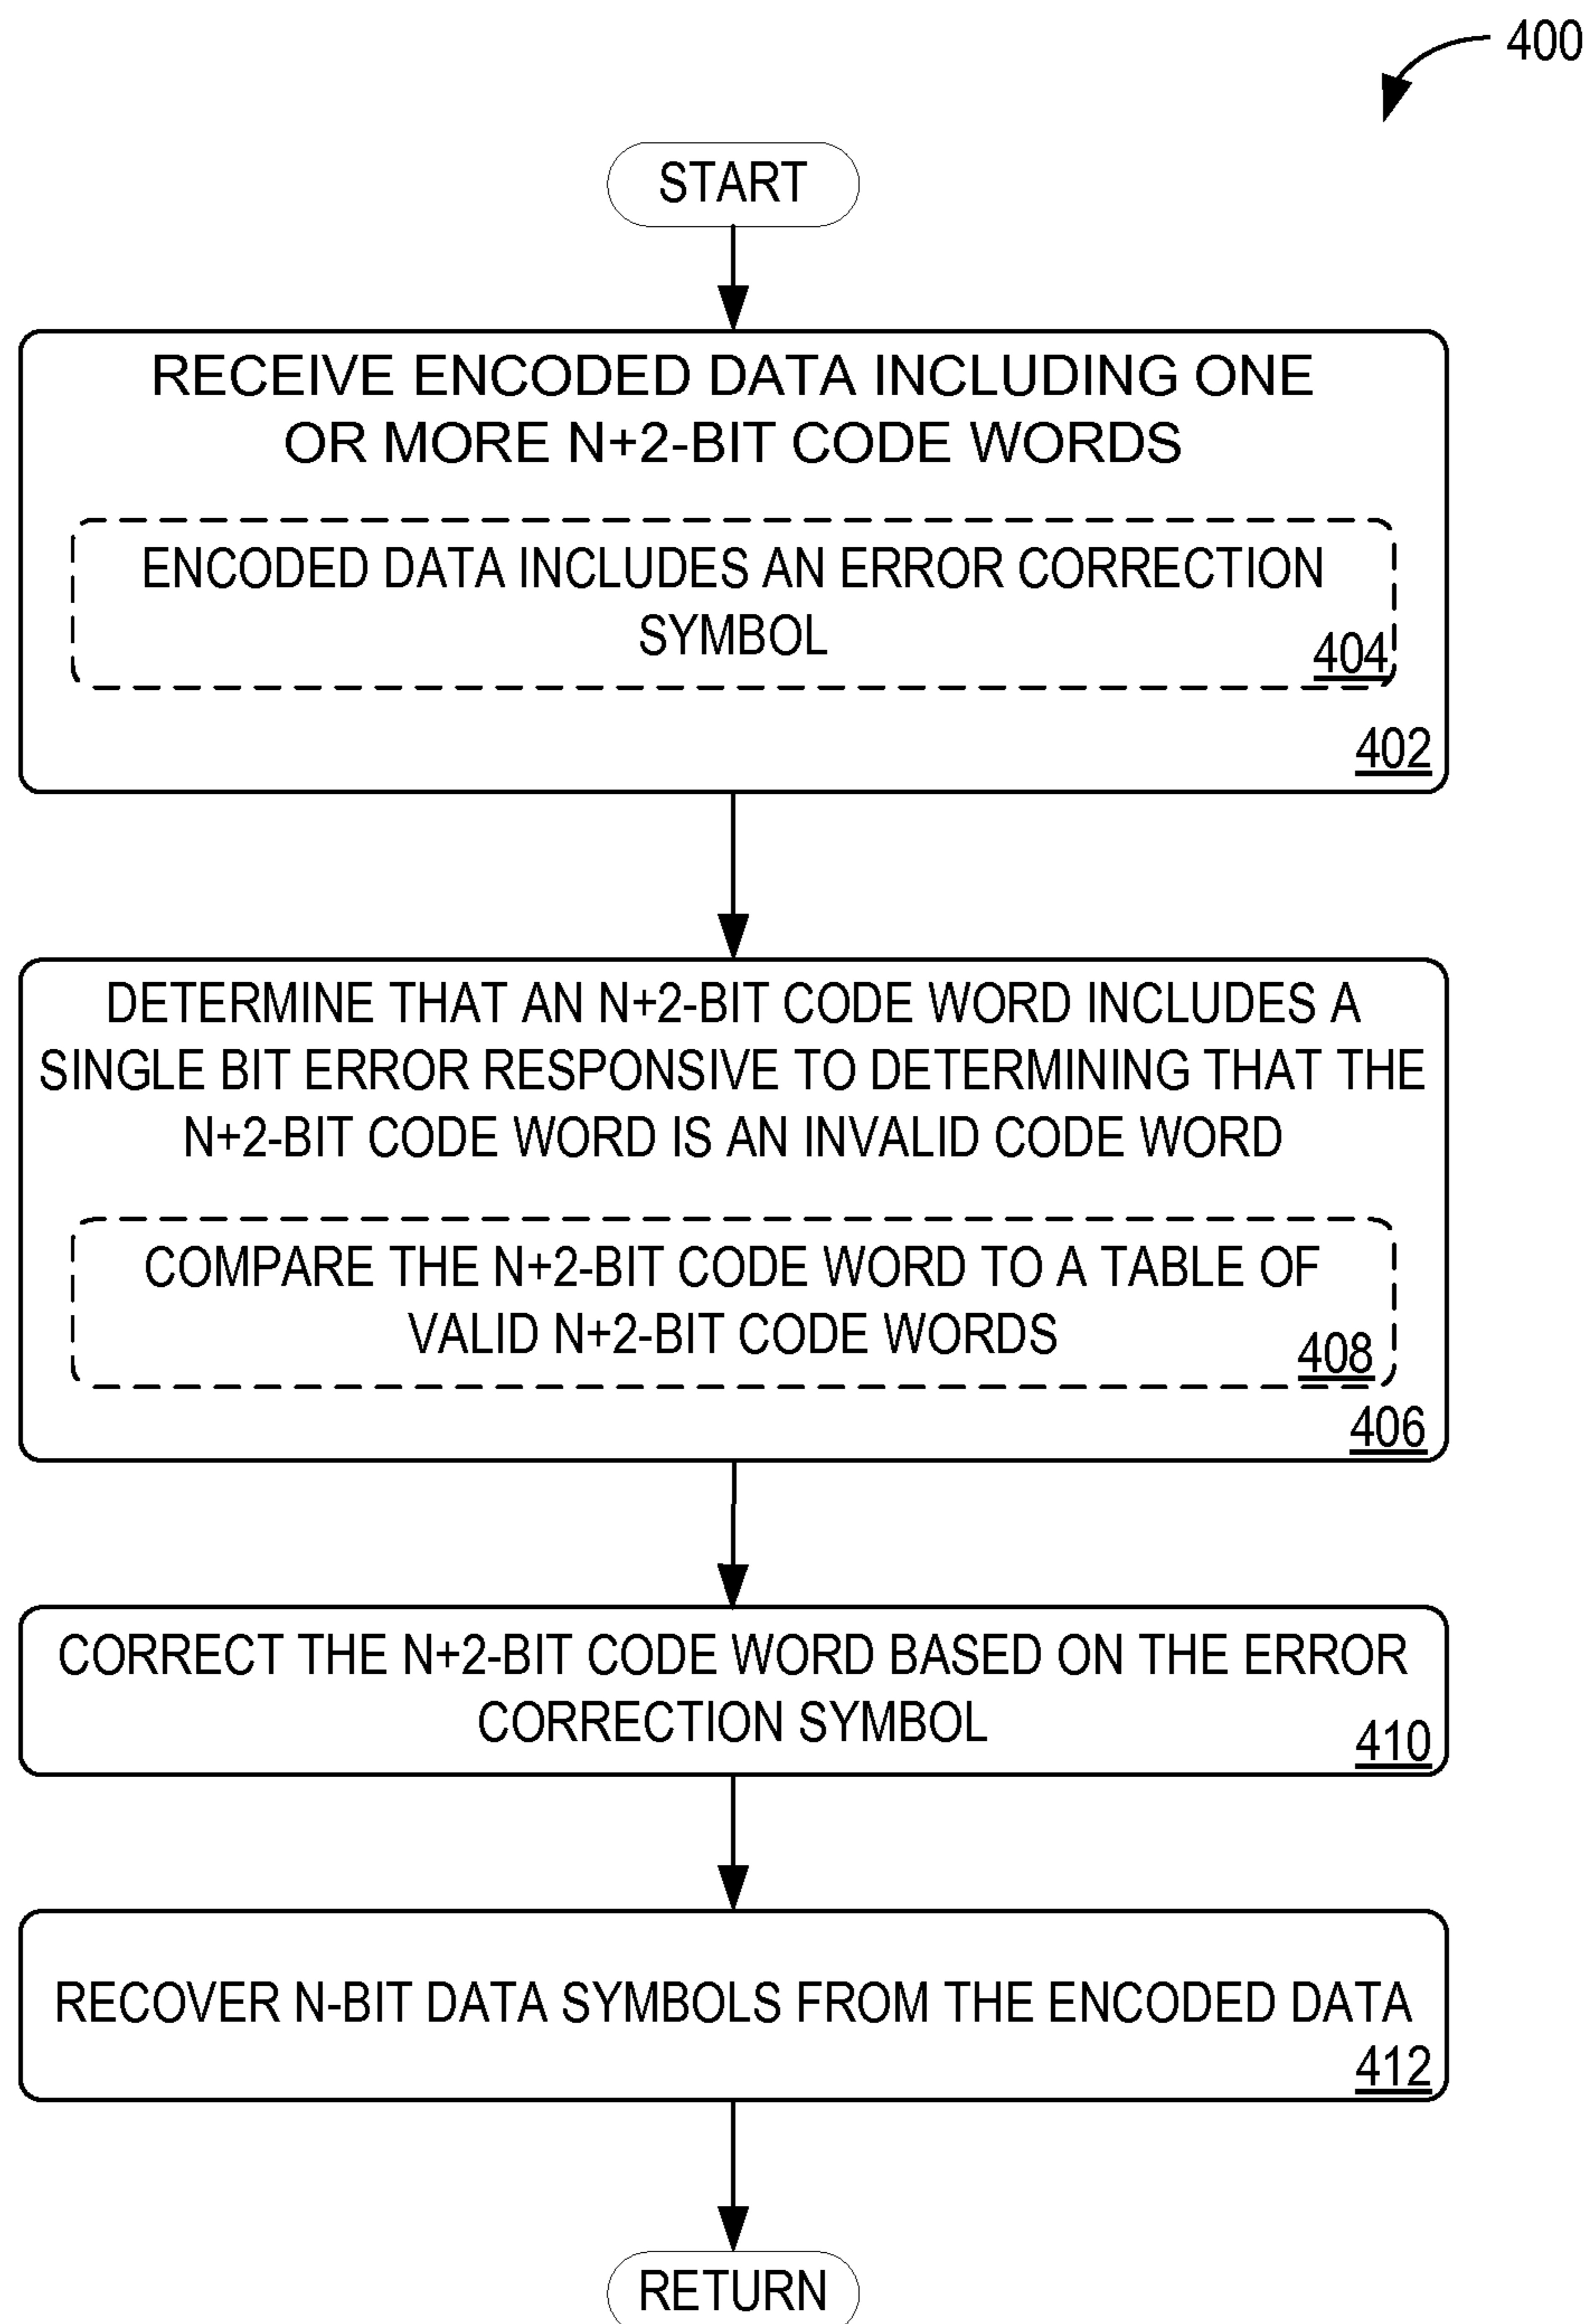 400
START
RECEIVE ENCODED DATA INCLUDING ONE
OR MORE N+2-BIT CODE WORDS
ENCODED DATA INCLUDES AN ERROR CORRECTION
SYMBOL
404
402
DETERMINE THAT AN N+2-BIT CODE WORD INCLUDES A
SINGLE BIT ERROR RESPONSIVE TO DETERMINING THAT THE
N+2-BIT CODE WORD IS AN INVALID CODE WORD
COMPARE THE N+2-BIT CODE WORD TO A TABLE OF
VALID N+2-BIT CODE WORDS
408
406
CORRECT THE N+2-BIT CODE WORD BASED ON THE ERROR
CORRECTION SYMBOL
410
RECOVER N-BIT DATA SYMBOLS FROM THE ENCODED DATA
412
RETURN